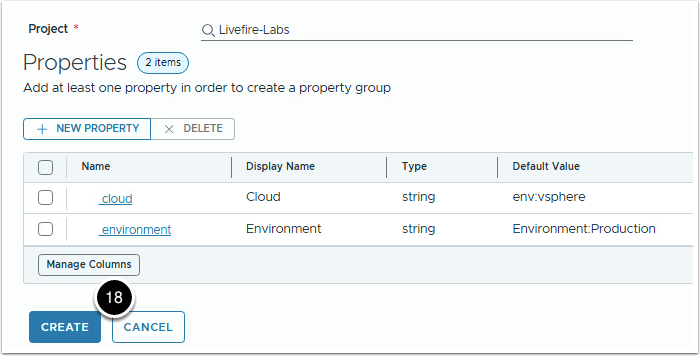 Project * Livefire-Labs
Properties 2 items
Add at least one property in order to create a property group
+ NEW PROPERTY × DELETE
Name Display Name Type Default Value
cloud Cloud string env:vsphere
environment Environment string Environment:Production
Manage Columns
18
CREATE CANCEL